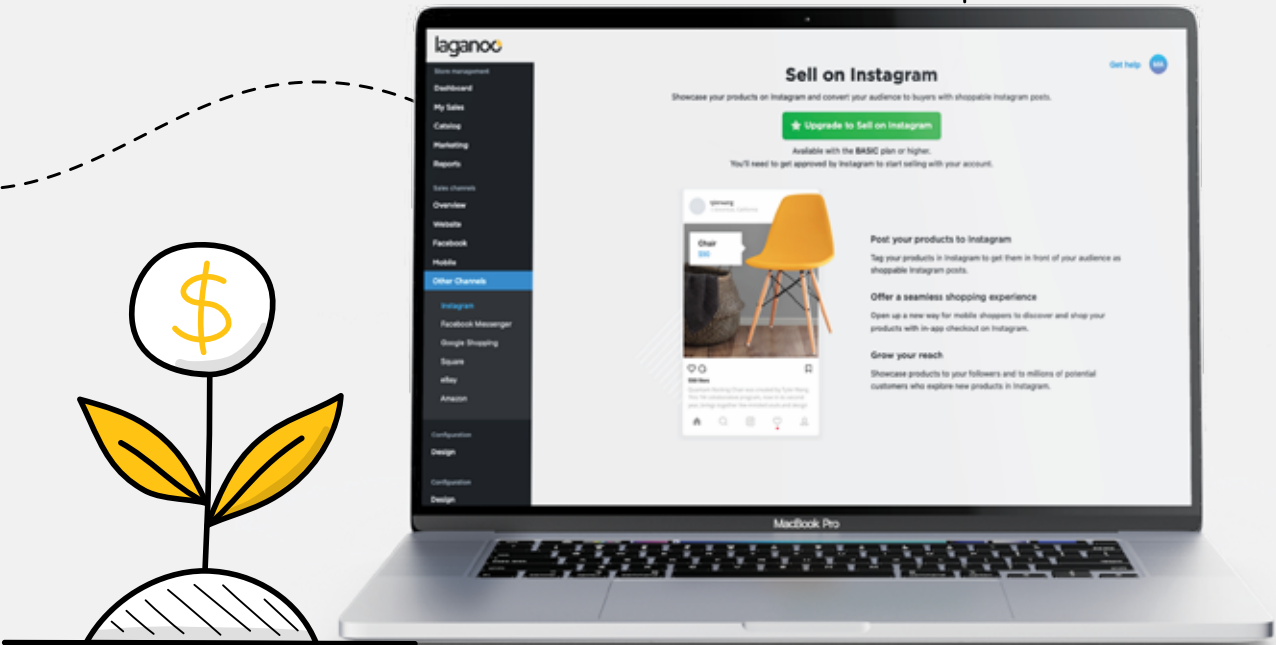 laganoo
Store management
Dashboard
My Sales
Catalog
Marketing
Reports
Sales channels
Overview
Website
Facebook
Mobile
Other Channels
Instagram
Facebook Messenger
Google Shopping
Square
eBay
Amazon
Configuration
Design
Configuration
Design
Get help
Sell on Instagram
Showcase your products on Instagram and convert your audience to buyers with shoppable Instagram posts.
Upgrade to Sell on Instagram
Available with the BASIC plan or higher.
You'll need to get approved by Instagram to start selling with your account.
Chair
Post your products to Instagram
Tag your products in Instagram to get them in front of your audience as
shoppable Instagram posts.
Offer a seamless shopping experience
Open up a new way for mobile shoppers to discover and shop your
products with in-app checkout on Instagram.
Grow your reach
Showcase products to your followers and to millions of potential
customers who explore new products in Instagram.
MacBook Pro
$